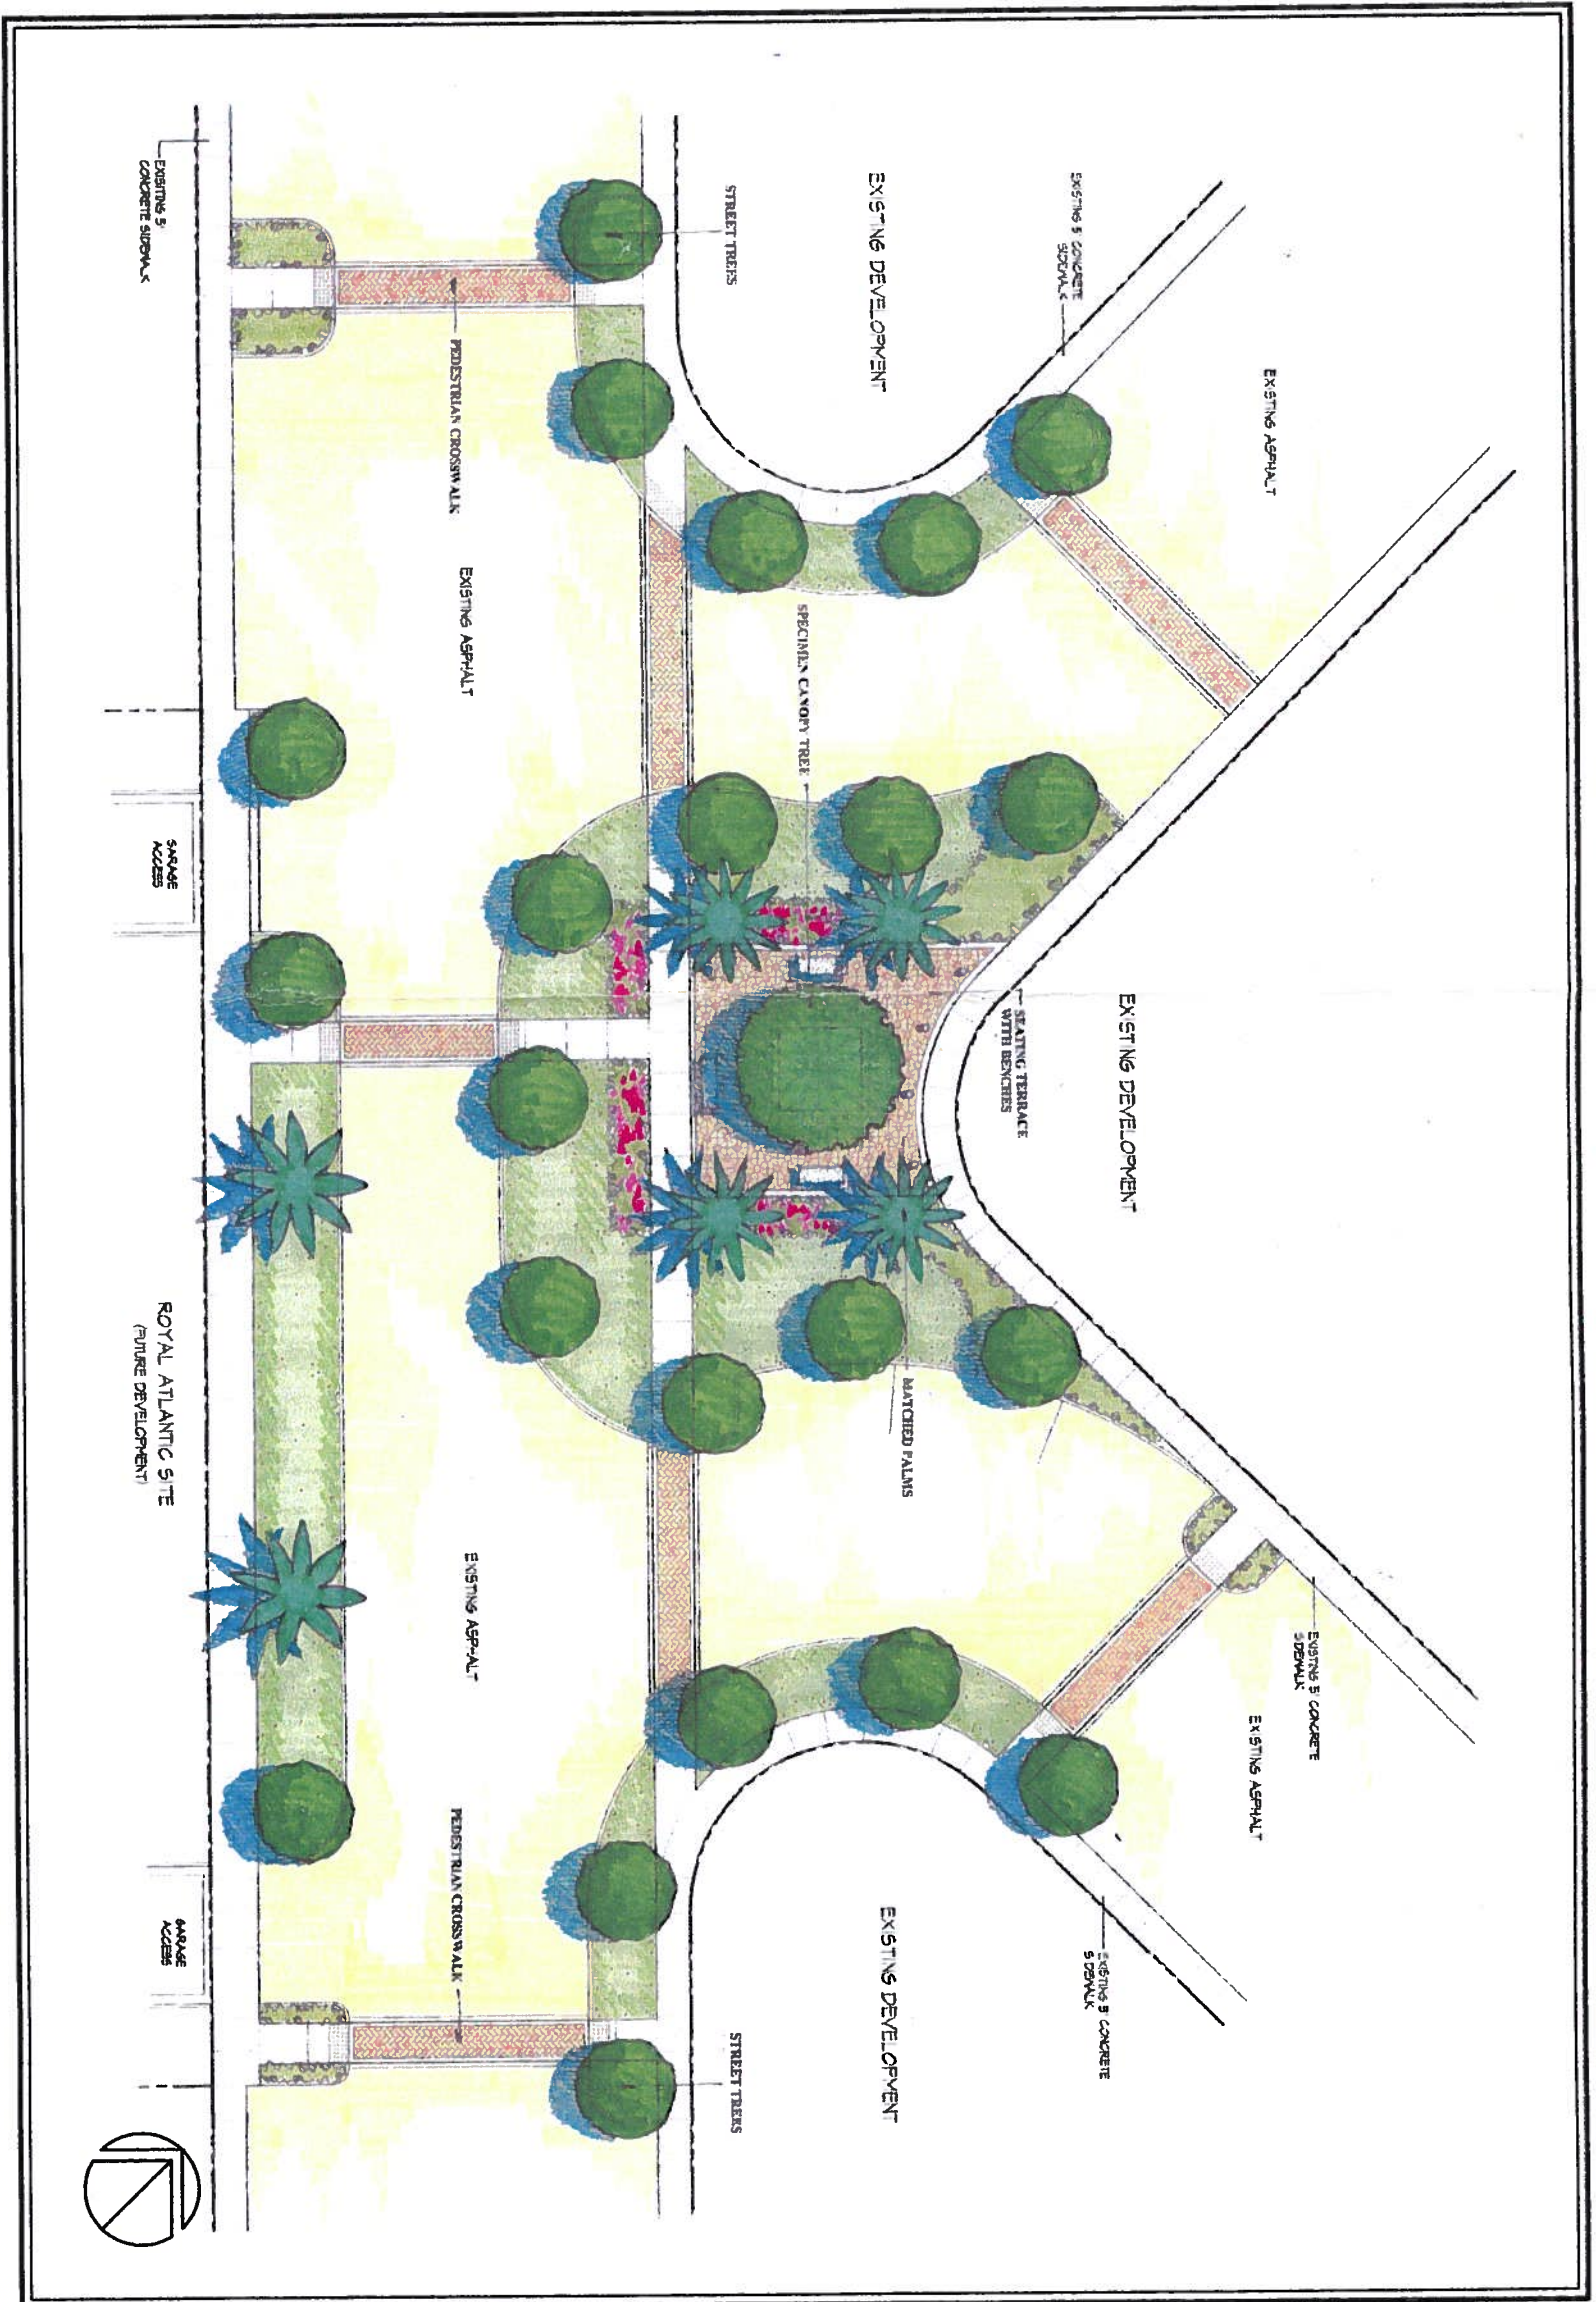 EXISTING 5' CONCRETE
SIDEWALK
EXISTING ASPHALT
EXISTING DEVELOPMENT
STREET TREES
PEDESTRIAN CROSSWALK
EXISITING 5'
CONCRETE SIDEWALK
EXISTING ASPHALT
SPECIMEN CANOPY TREE
GARAGE
ACCESS
EXISTING DEVELOPMENT
SEATING TERRACE
WITH BENCHES
MATCHED PALMS
ROYAL ATLANTIC SITE
(FUTURE DEVELOPMENT)
EXISTING 5' CONCRETE
SIDEWALK
EXISTING ASPHALT
EXISTING ASPHALT
PEDESTRIAN CROSSWALK
EXISTING 5' CONCRETE
SIDEWALK
EXISTING DEVELOPMENT
GARAGE
ACCESS
STREET TREES